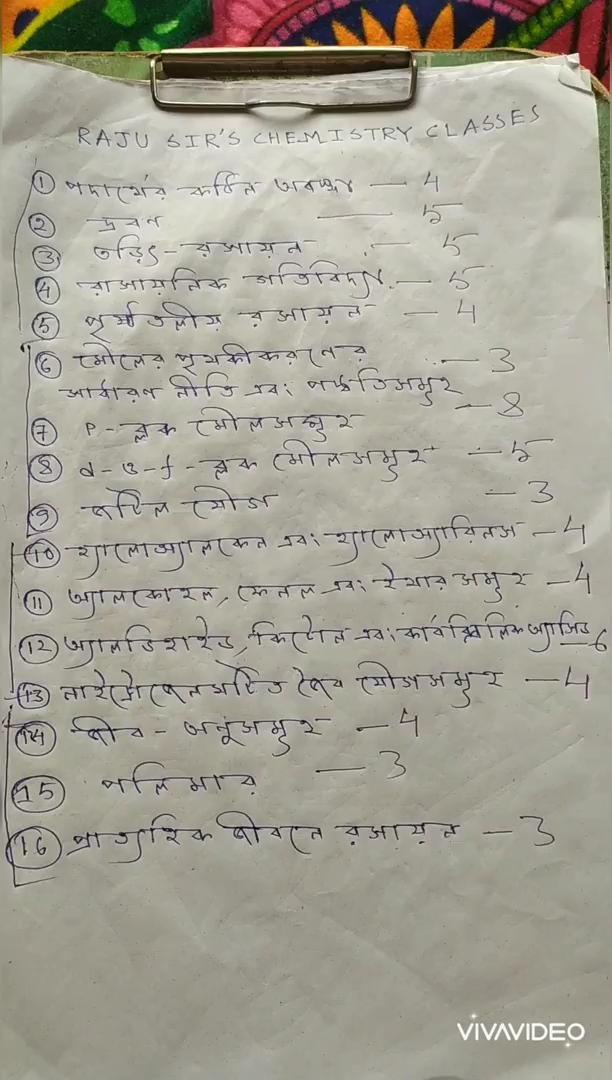 RAJU SIR'S CHEMISTRY CLASSES
① পদার্থের কঠিন অবস্থা — 4
② দ্রবণ — 5
③ তড়িৎ-রসায়ন — 5
④ রাসায়নিক গতিবিদ্যা — 5
⑤ পৃষ্ঠতলীয় রসায়ন — 4
⑥ মৌলের পৃথকীকরণের — 3
সাধারণ নীতি এবং পদ্ধতিসমূহ
⑦ P-ব্লক মৌলসমূহ — 8
⑧ d-ও-f-ব্লক মৌলসমূহ — 5
⑨ জটিল যৌগ — 3
⑩ হ্যালোঅ্যালকেন এবং হ্যালোঅ্যারিনস — 4
⑪ অ্যালকোহল, ফেনল এবং ইথার সমূহ — 4
⑫ অ্যালডিহাইড, কিটোন এবং কার্বক্সিলিক অ্যাসিড — 6
⑬ নাইট্রোজেনঘটিত জৈব যৌগসমূহ — 4
⑭ জীব-অণুসমূহ — 4
⑮ পলিমার — 3
⑯ প্রাত্যহিক জীবনে রসায়ন — 3
VIVAVIDEO